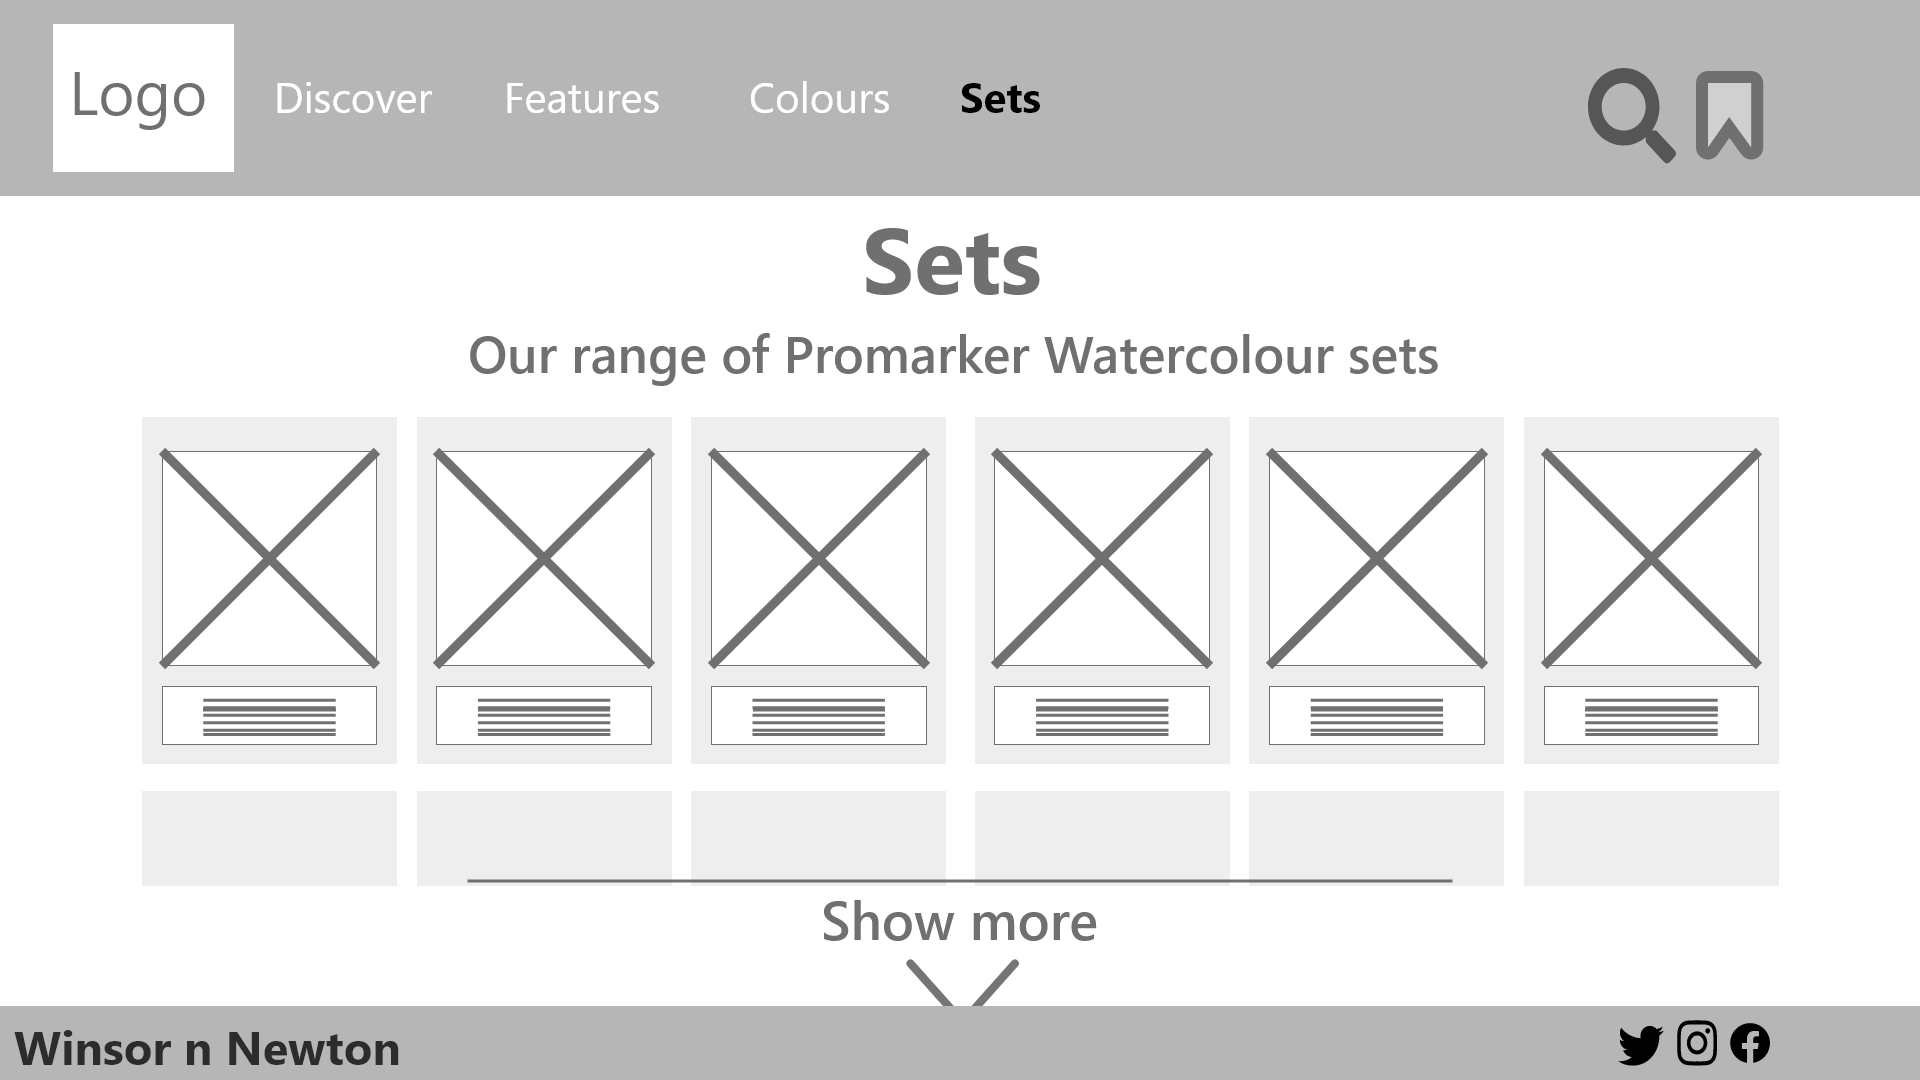 Logo
Discover
Features
Colours
Sets
Sets
Our range of Promarker Watercolour sets
Show more
Winsor n Newton